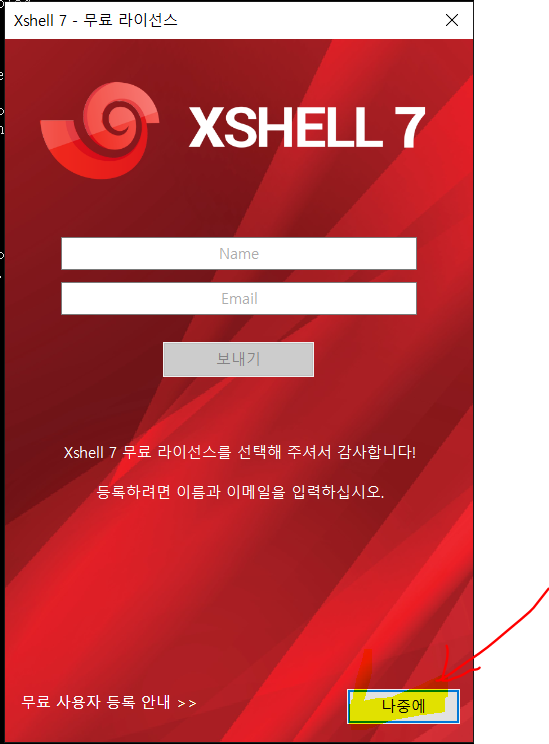 Xshell 7 - 무료 라이선스
XSHELL 7
Name
Email
보내기
Xshell 7 무료 라이선스를 선택해 주셔서 감사합니다!
등록하려면 이름과 이메일을 입력하십시오.
무료 사용자 등록 안내 >>
나중에